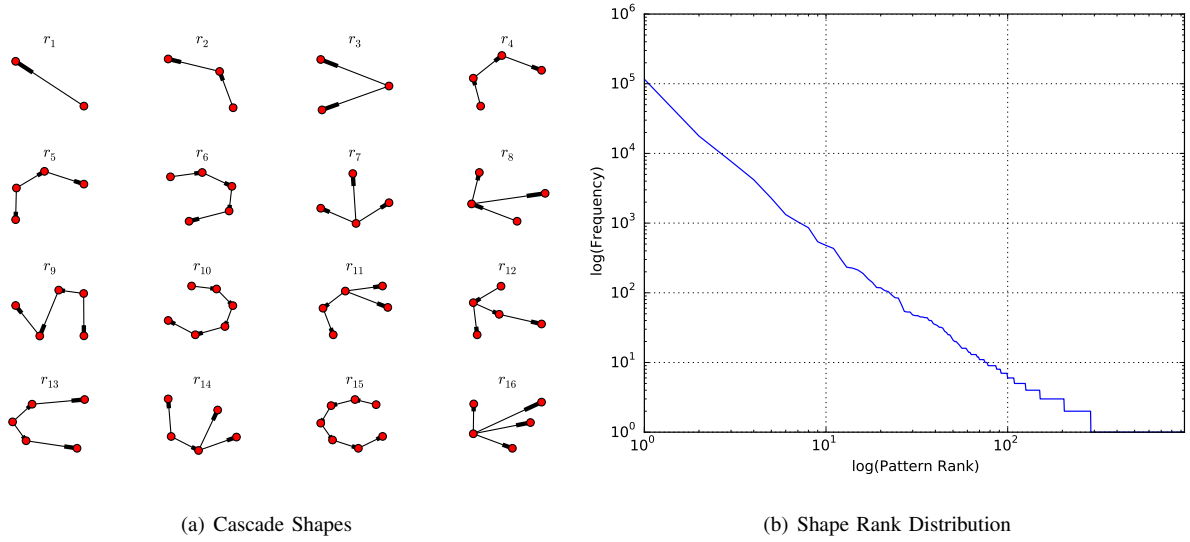 r1
r2
r3
r4
r5
r6
r7
r8
r9
r10
r11
r12
r13
r14
r15
r16
(a) Cascade Shapes
10^6
10^5
10^4
10^3
10^2
10^1
10^0
log(Frequency)
10^0 10^1 10^2
log(Pattern Rank)
(b) Shape Rank Distribution